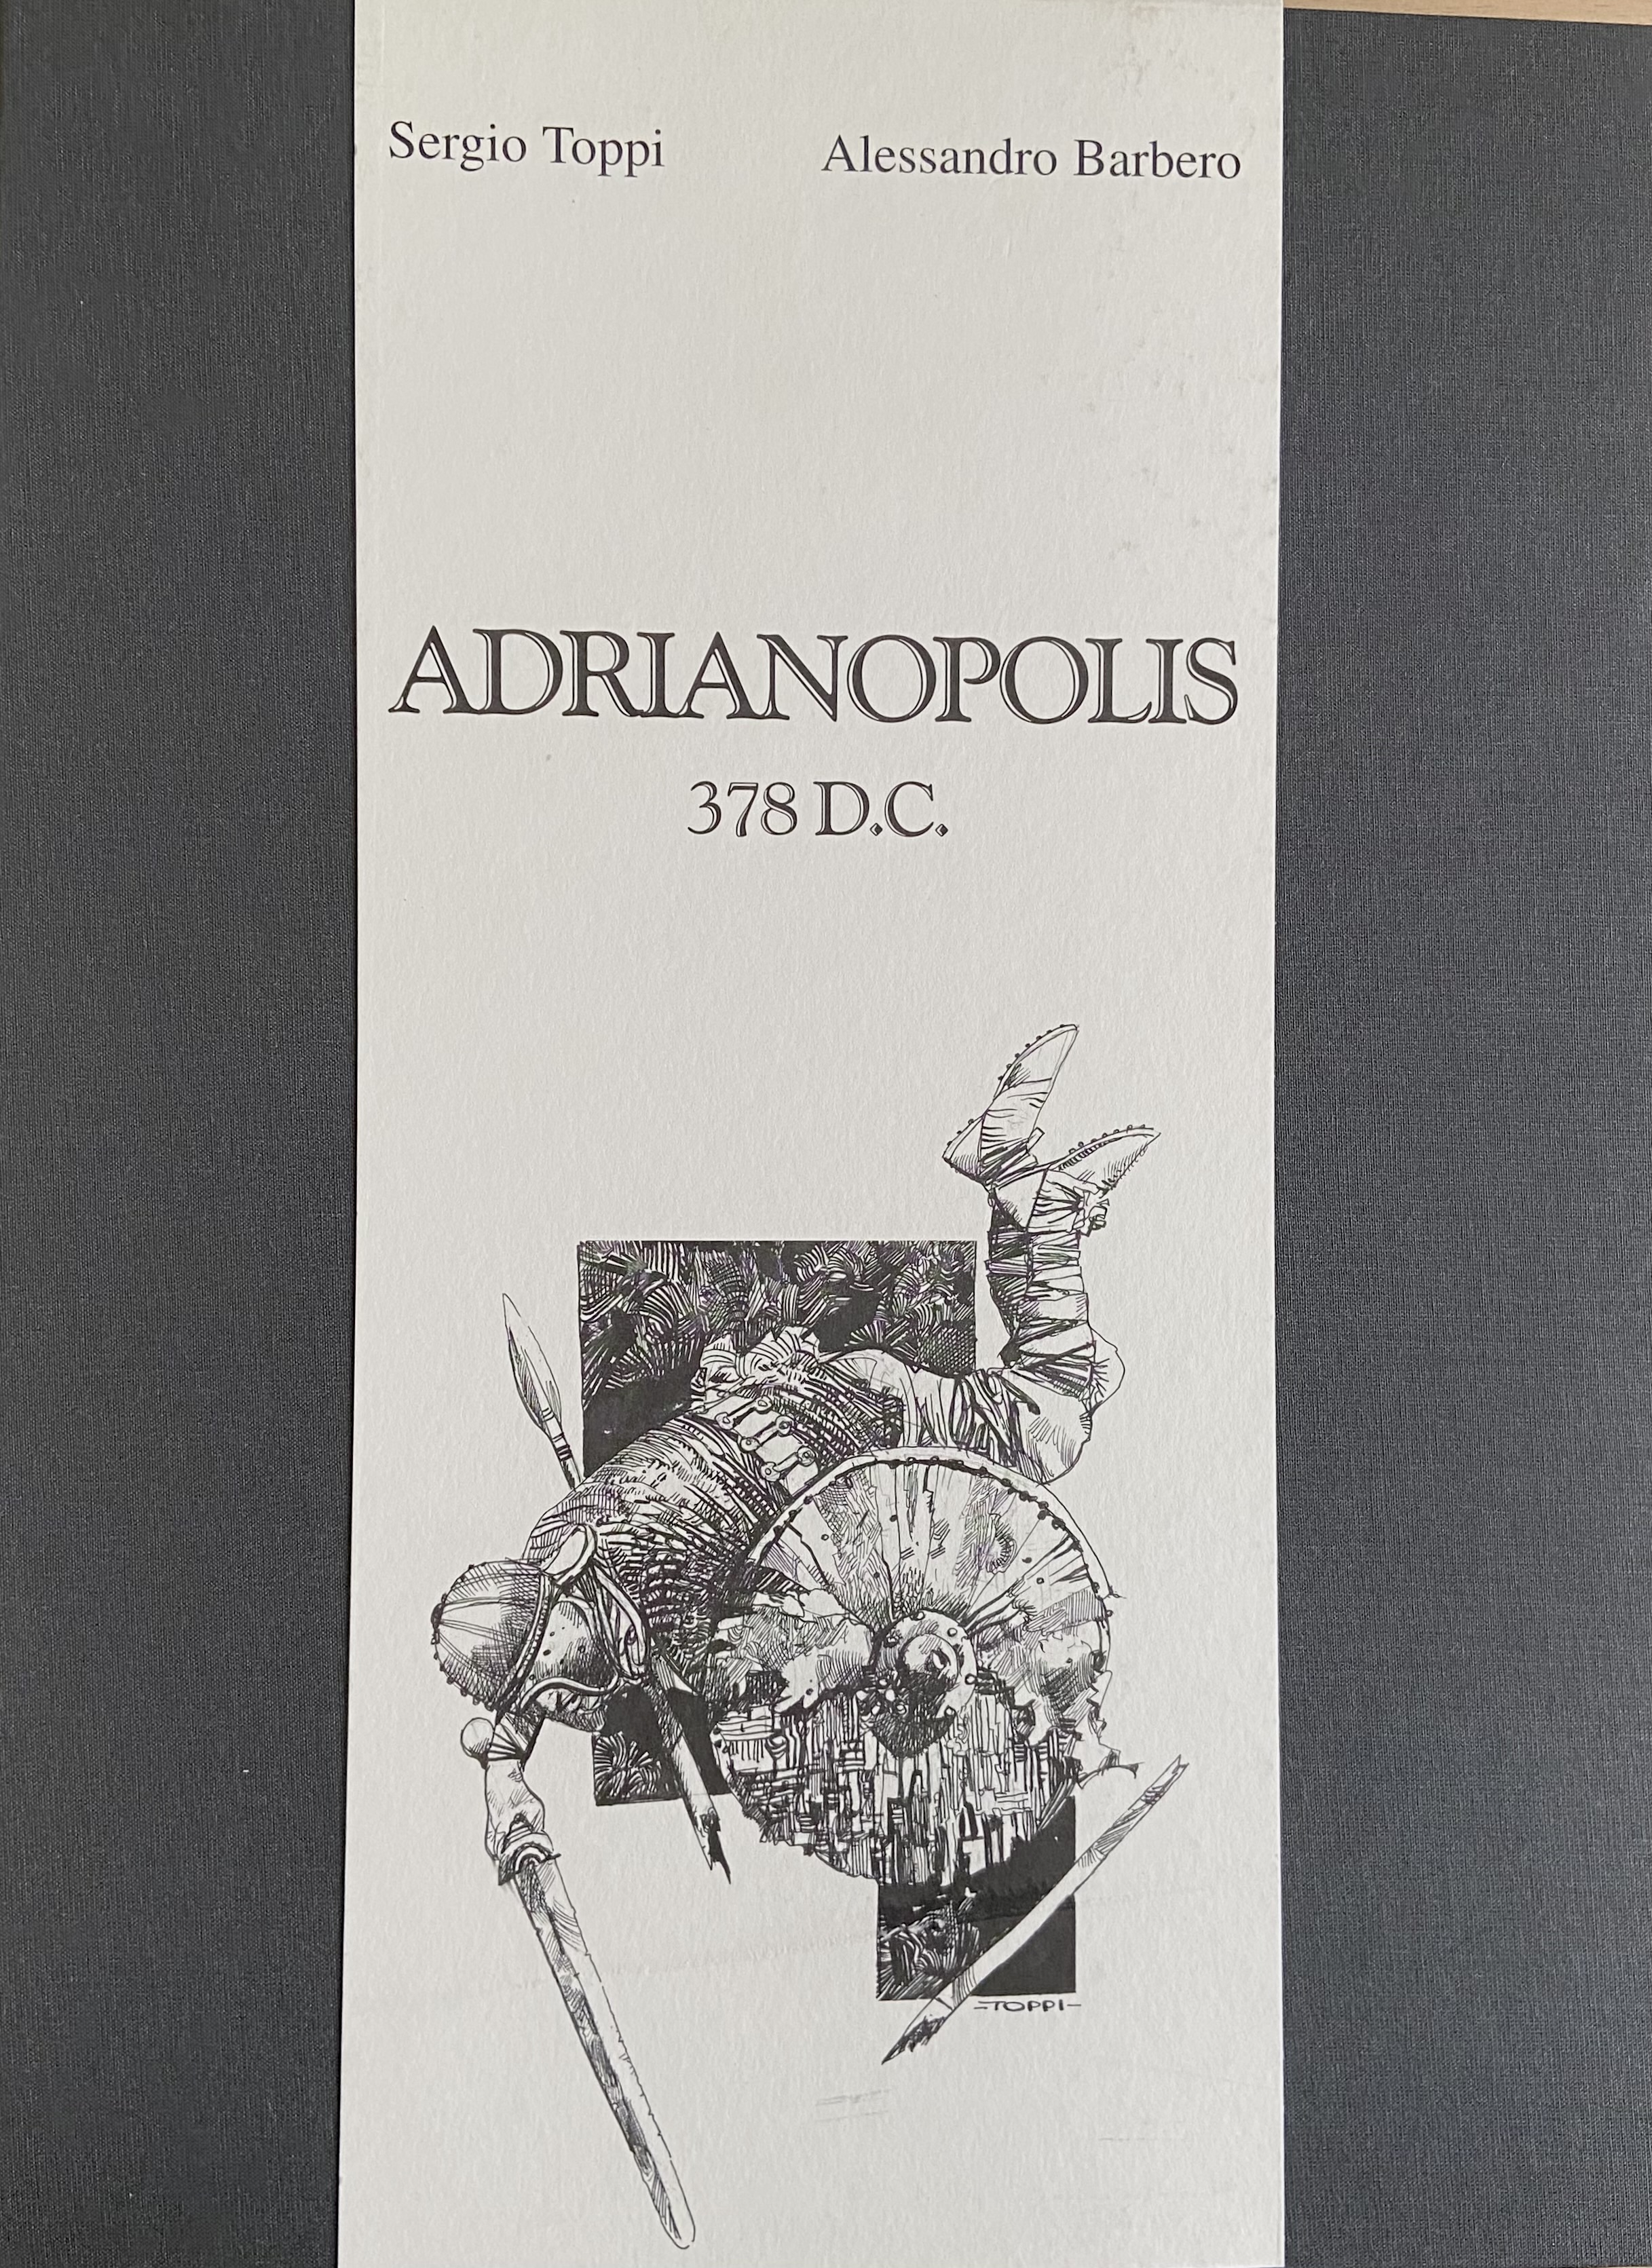 Sergio Toppi Alessandro Barbero
ADRIANOPOLIS
378 D.C.
-TOPPI-